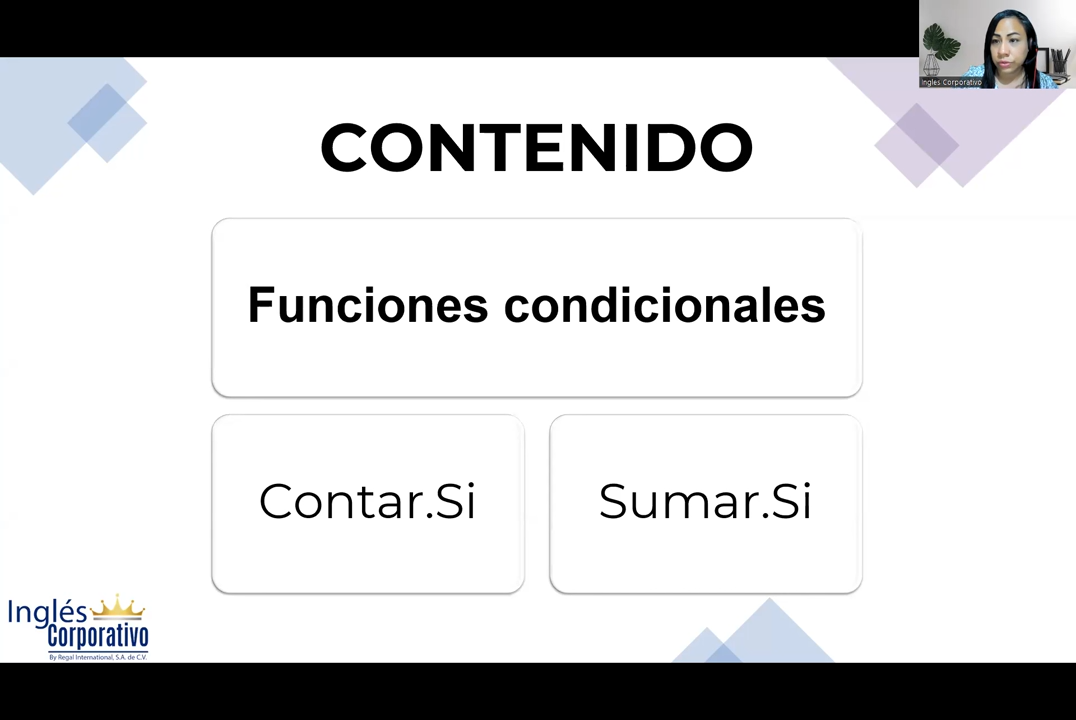 Ingles Corporativo
CONTENIDO
Funciones condicionales
Contar.Si
Sumar.Si
Inglés
Corporativo
By Regal International, S.A. de C.V.